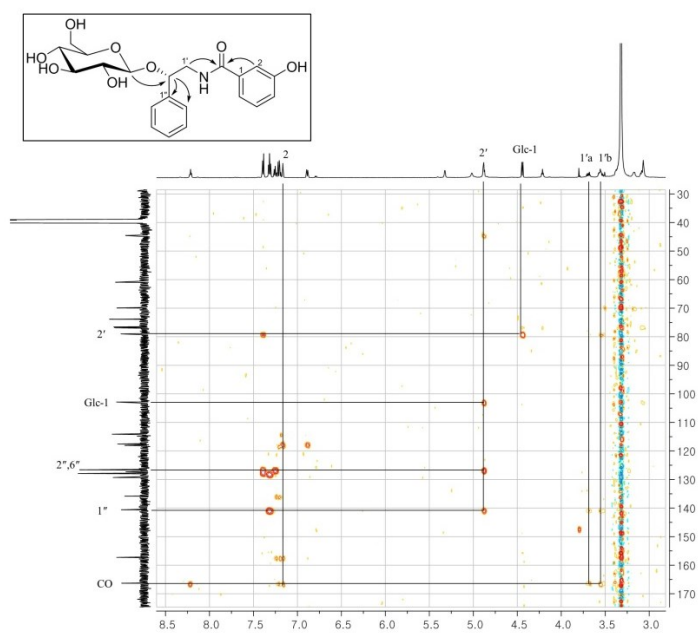 OH
HO
O
HO
OH
O
1'
N
H
O
1
2
OH
1"
2
2'
Glc-1
1'a 1'b
30
40
50
60
70
2'
80
90
100
Glc-1
110
120
2",6"
130
1"
140
150
160
CO
170
8.5 8.0 7.5 7.0 6.5 6.0 5.5 5.0 4.5 4.0 3.5 3.0